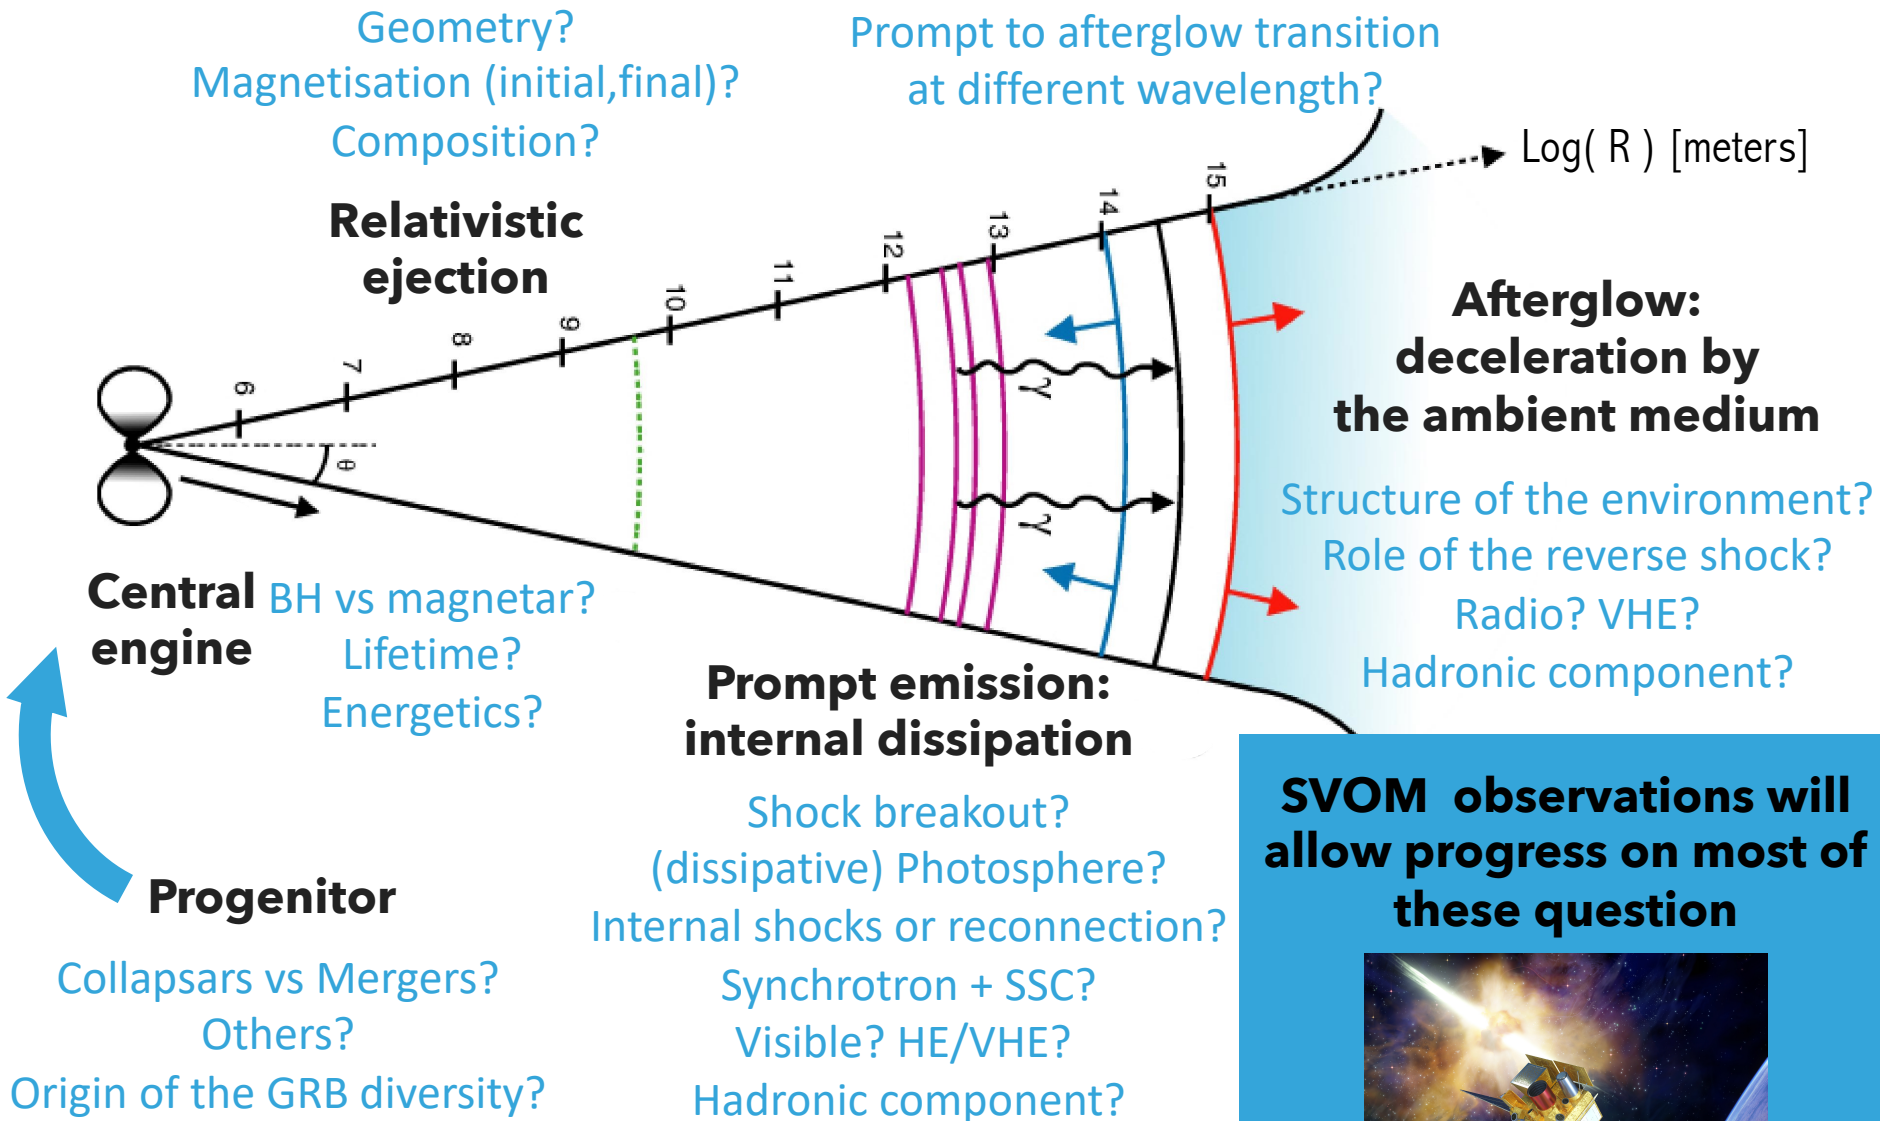 Geometry?
Magnetisation (initial,final)?
Composition?
Prompt to afterglow transition
at different wavelength?
Log( R ) [meters]
Relativistic
ejection
6
7
8
9
10
11
12
13
14
15
θ
γ
γ
Afterglow:
deceleration by
the ambient medium
Structure of the environment?
Role of the reverse shock?
Radio? VHE?
Hadronic component?
Central
engine
BH vs magnetar?
Lifetime?
Energetics?
Prompt emission:
internal dissipation
Shock breakout?
(dissipative) Photosphere?
Internal shocks or reconnection?
Synchrotron + SSC?
Visible? HE/VHE?
Hadronic component?
Progenitor
Collapsars vs Mergers?
Others?
Origin of the GRB diversity?
SVOM observations will
allow progress on most of
these question